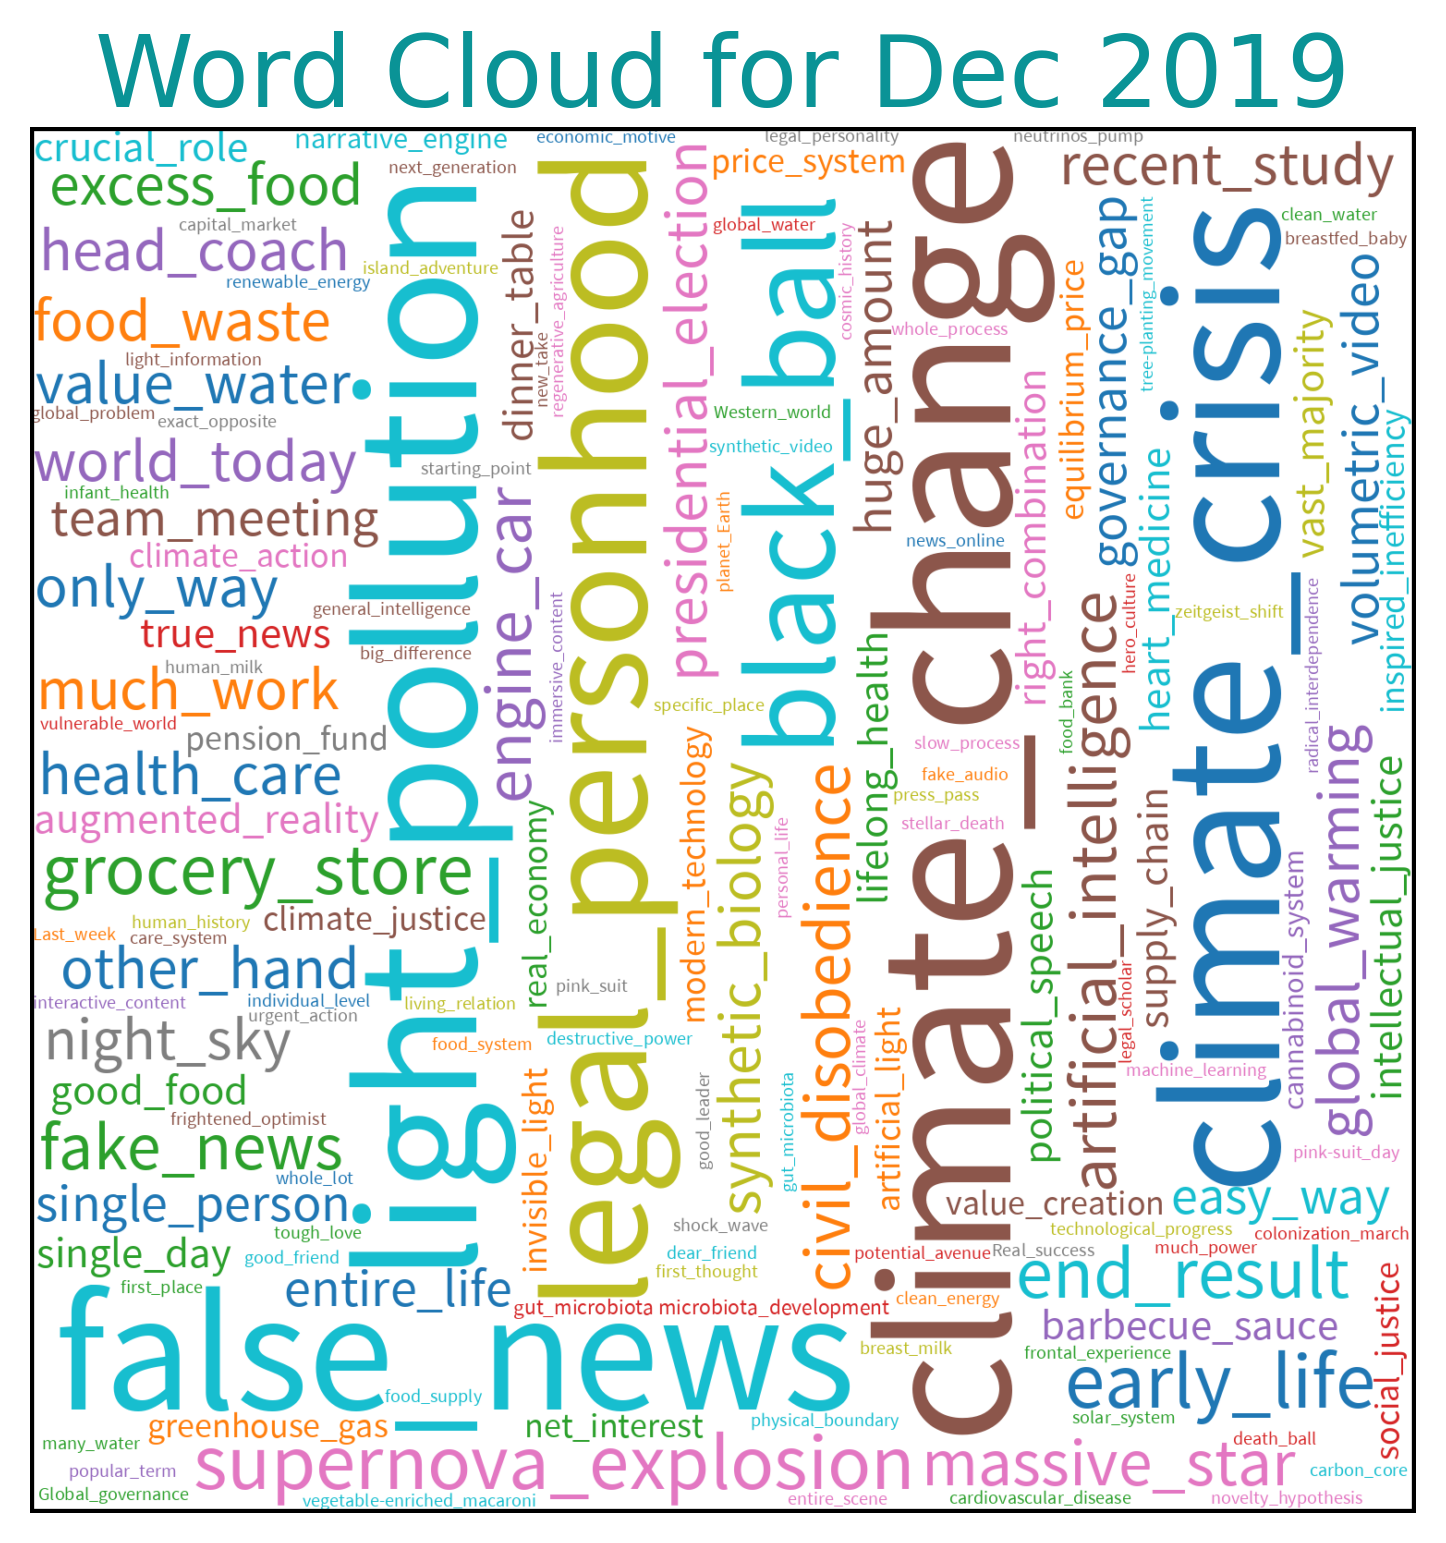 Word Cloud for Dec 2019
crucial_role
narrative_engine
economic_motive
legal_personality
neutrinos_pump
excess_food
next_generation
price_system
recent_study
capital_market
global_water
clean_water
breastfed_baby
head_coach
island_adventure
renewable_energy
food_waste
light_information
value_water
global_problem
exact_opposite
world_today
infant_health
team_meeting
climate_action
only_way
general_intelligence
true_news
big_difference
human_milk
much_work
vulnerable_world
pension_fund
health_care
augmented_reality
grocery_store
human_history
climate_justice
Last_week
care_system
other_hand
interactive_content
individual_level
urgent_action
living_relation
night_sky
food_system
good_food
frightened_optimist
fake_news
whole_lot
single_person
tough_love
single_day
good_friend
first_place
entire_life
light_pollution
starting_point
dinner_table
new_take
regenerative_agriculture
engine_car
immersive_content
legal_personhood
real_economy
pink_suit
destructive_power
invisible_light
presidential_election
black_ball
cosmic_history
Western_world
synthetic_video
planet_Earth
specific_place
modern_technology
synthetic_biology
personal_life
good_leader
gut_microbiota
shock_wave
dear_friend
first_thought
civil_disobedience
global_climate
artificial_light
huge_amount
whole_process
news_online
lifelong_health
slow_process
fake_audio
press_pass
stellar_death
climate_change
right_combination
equilibrium_price
governance_gap
tree-planting_movement
heart_medicine
hero_culture
food_bank
artificial_intelligence
political_speech
legal_scholar
supply_chain
machine_learning
climate_crisis
zeitgeist_shift
vast_majority
volumetric_video
inspired_inefficiency
radical_interdependence
global_warming
intellectual_justice
cannabinoid_system
pink-suit_day
value_creation
easy_way
technological_progress
colonization_march
potential_avenue
Real_success
much_power
end_result
clean_energy
gut_microbiota microbiota_development
barbecue_sauce
breast_milk
frontal_experience
early_life
social_justice
false_news
food_supply
greenhouse_gas
net_interest
physical_boundary
solar_system
many_water
death_ball
popular_term
supernova_explosion
massive_star
carbon_core
Global_governance
vegetable-enriched_macaroni
entire_scene
cardiovascular_disease
novelty_hypothesis